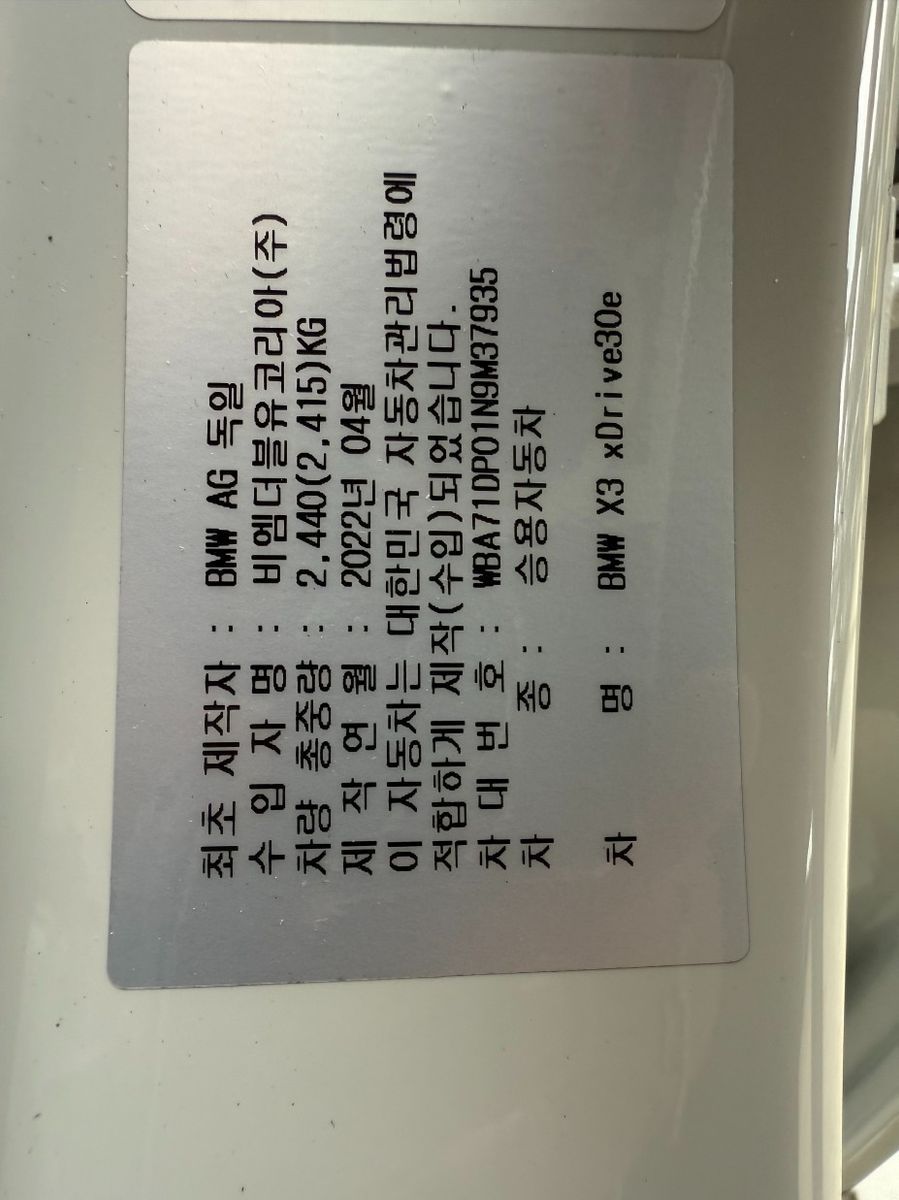 최초 제작자 : BMW AG 독일
수 입 자 명 : 비엠더블유코리아(주)
차량 총중량 : 2,440(2,415)KG
제 작 연 월 : 2022년 04월
이 자동차는 대한민국 자동차관리법령에
적합하게 제작(수입)되었습니다.
차 대 번 호 : WBA71DP01N9M37935
차 종 : 승용자동차
차 명 : BMW X3 xDrive30e